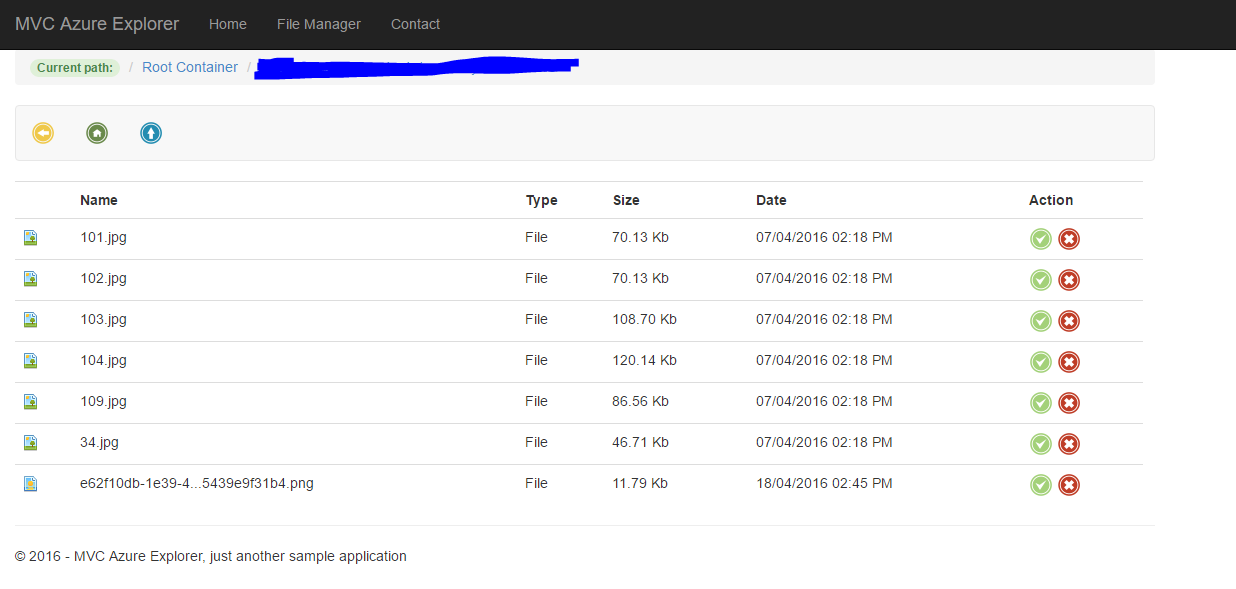 MVC Azure Explorer Home File Manager Contact
Current path: / Root Container /
Name Type Size Date Action
101.jpg File 70.13 Kb 07/04/2016 02:18 PM
102.jpg File 70.13 Kb 07/04/2016 02:18 PM
103.jpg File 108.70 Kb 07/04/2016 02:18 PM
104.jpg File 120.14 Kb 07/04/2016 02:18 PM
109.jpg File 86.56 Kb 07/04/2016 02:18 PM
34.jpg File 46.71 Kb 07/04/2016 02:18 PM
e62f10db-1e39-4...5439e9f31b4.png File 11.79 Kb 18/04/2016 02:45 PM
© 2016 - MVC Azure Explorer, just another sample application